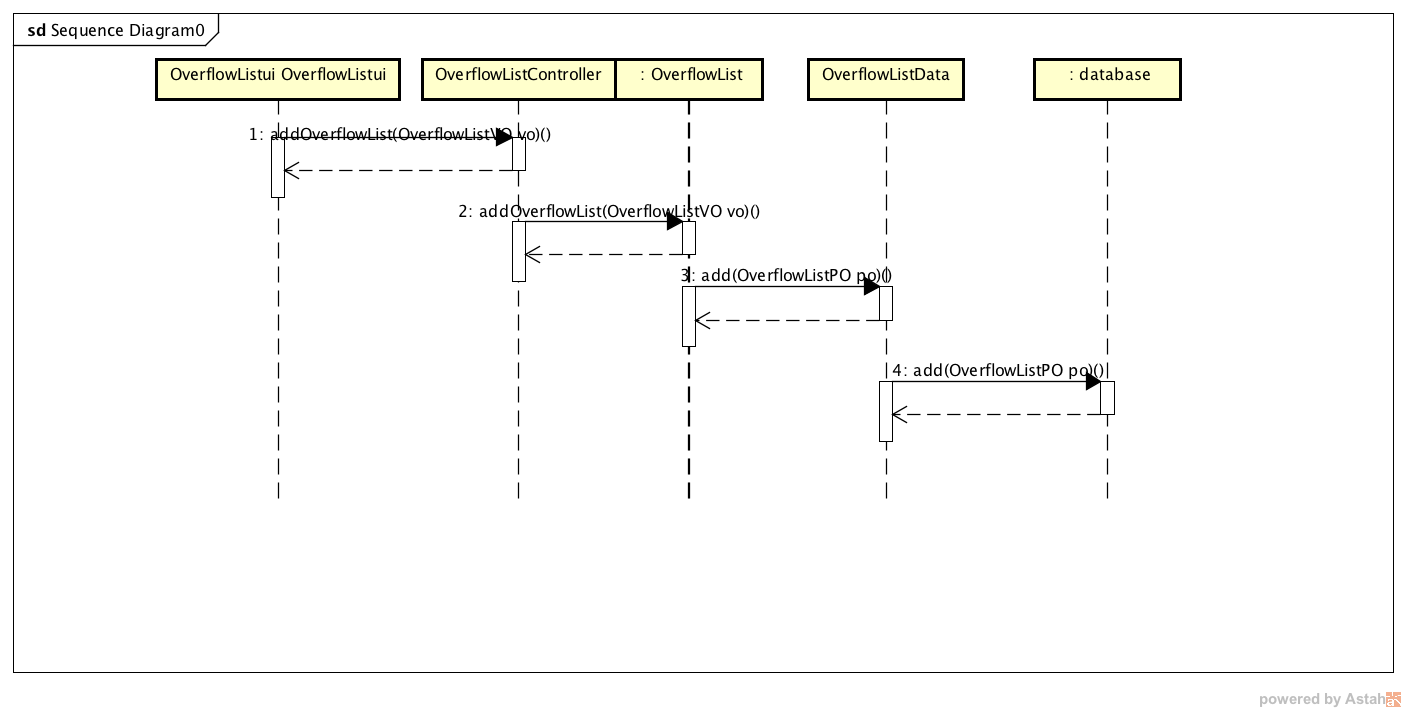 sd Sequence Diagram0
OverflowListui OverflowListui
OverflowListController
: OverflowList
OverflowListData
: database
1: addOverflowList(OverflowListVO vo)()
2: addOverflowList(OverflowListVO vo)()
3: add(OverflowListPO po)()
4: add(OverflowListPO po)()
powered by Astah